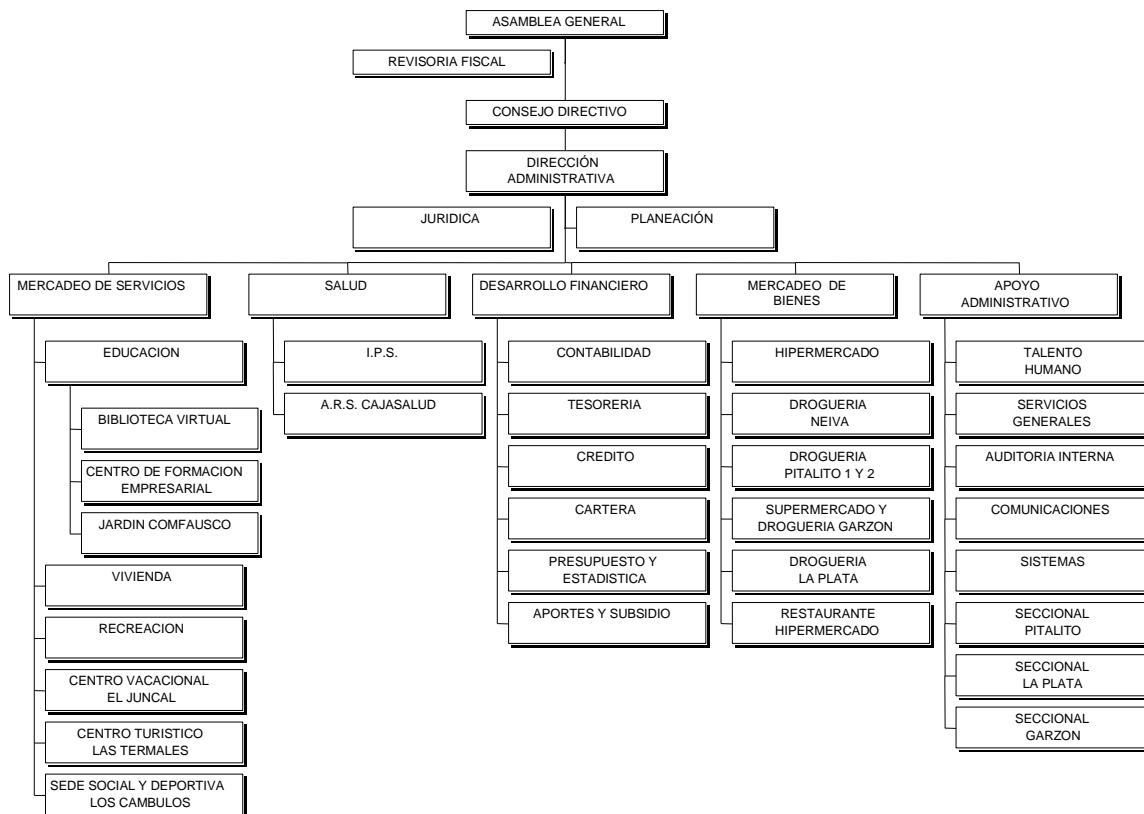 ASAMBLEA GENERAL
REVISORIA FISCAL
CONSEJO DIRECTIVO
DIRECCIÓN
ADMINISTRATIVA
JURIDICA
PLANEACIÓN
MERCADEO DE SERVICIOS
EDUCACION
BIBLIOTECA VIRTUAL
CENTRO DE FORMACION
EMPRESARIAL
JARDIN COMFAUSCO
VIVIENDA
RECREACION
CENTRO VACACIONAL
EL JUNCAL
CENTRO TURISTICO
LAS TERMALES
SEDE SOCIAL Y DEPORTIVA
LOS CAMBULOS
SALUD
I.P.S.
A.R.S. CAJASALUD
DESARROLLO FINANCIERO
CONTABILIDAD
TESORERIA
CREDITO
CARTERA
PRESUPUESTO Y
ESTADISTICA
APORTES Y SUBSIDIO
MERCADEO DE
BIENES
HIPERMERCADO
DROGUERIA
NEIVA
DROGUERIA
PITALITO 1 Y 2
SUPERMERCADO Y
DROGUERIA GARZON
DROGUERIA
LA PLATA
RESTAURANTE
HIPERMERCADO
APOYO
ADMINISTRATIVO
TALENTO
HUMANO
SERVICIOS
GENERALES
AUDITORIA INTERNA
COMUNICACIONES
SISTEMAS
SECCIONAL
PITALITO
SECCIONAL
LA PLATA
SECCIONAL
GARZON